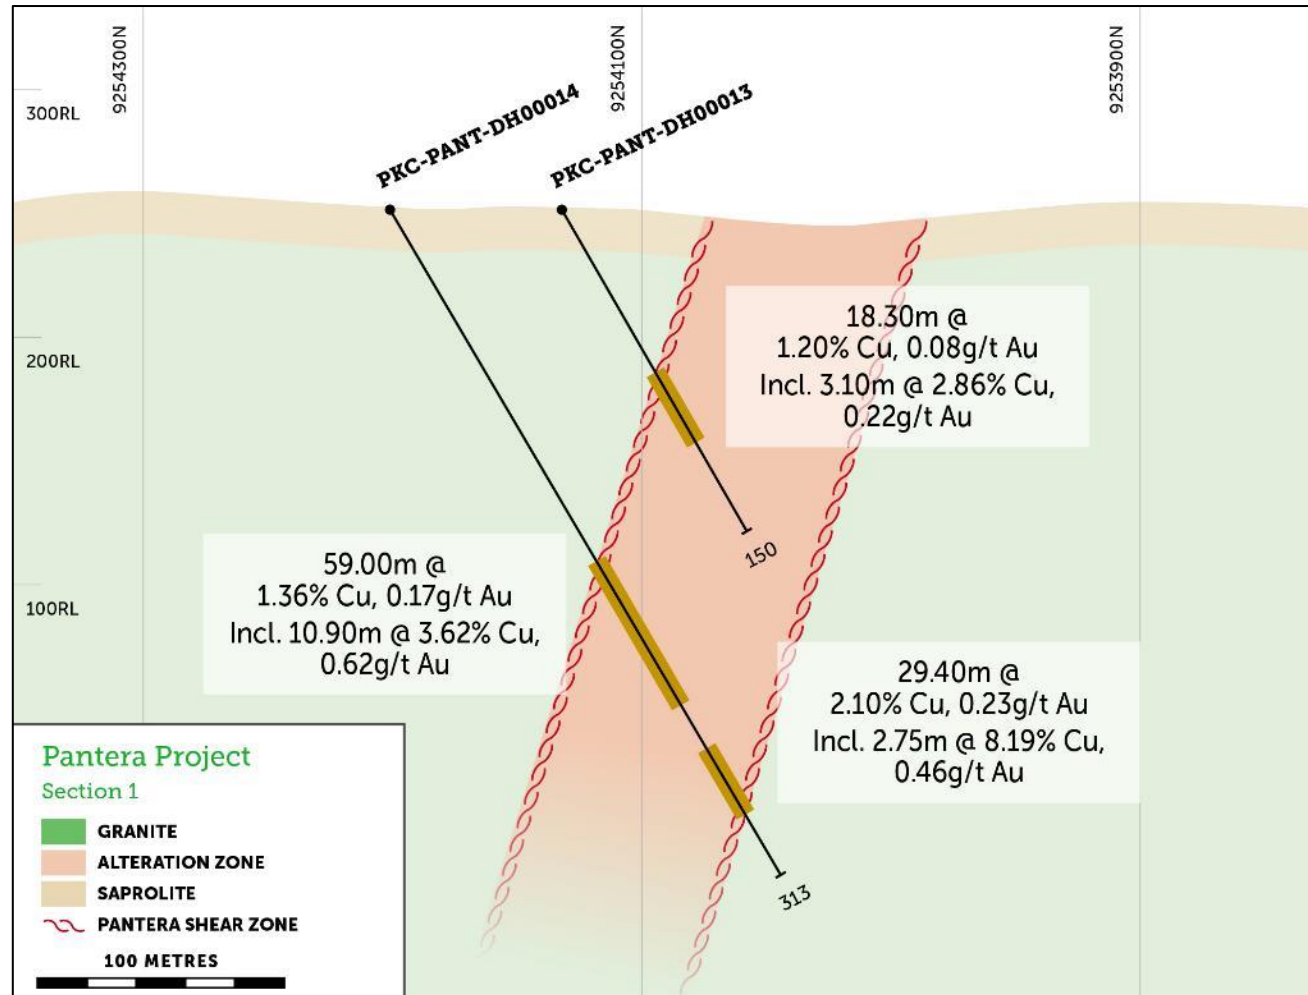 9254300N
9254100N
9253900N
300RL
PKC-PANT-DH00014
PKC-PANT-DH00013
200RL
18.30m @
1.20% Cu, 0.08g/t Au
Incl. 3.10m @ 2.86% Cu,
0.22g/t Au
150
59.00m @
1.36% Cu, 0.17g/t Au
Incl. 10.90m @ 3.62% Cu,
0.62g/t Au
100RL
29.40m @
2.10% Cu, 0.23g/t Au
Incl. 2.75m @ 8.19% Cu,
0.46g/t Au
313
Pantera Project
Section 1
GRANITE
ALTERATION ZONE
SAPROLITE
PANTERA SHEAR ZONE
100 METRES